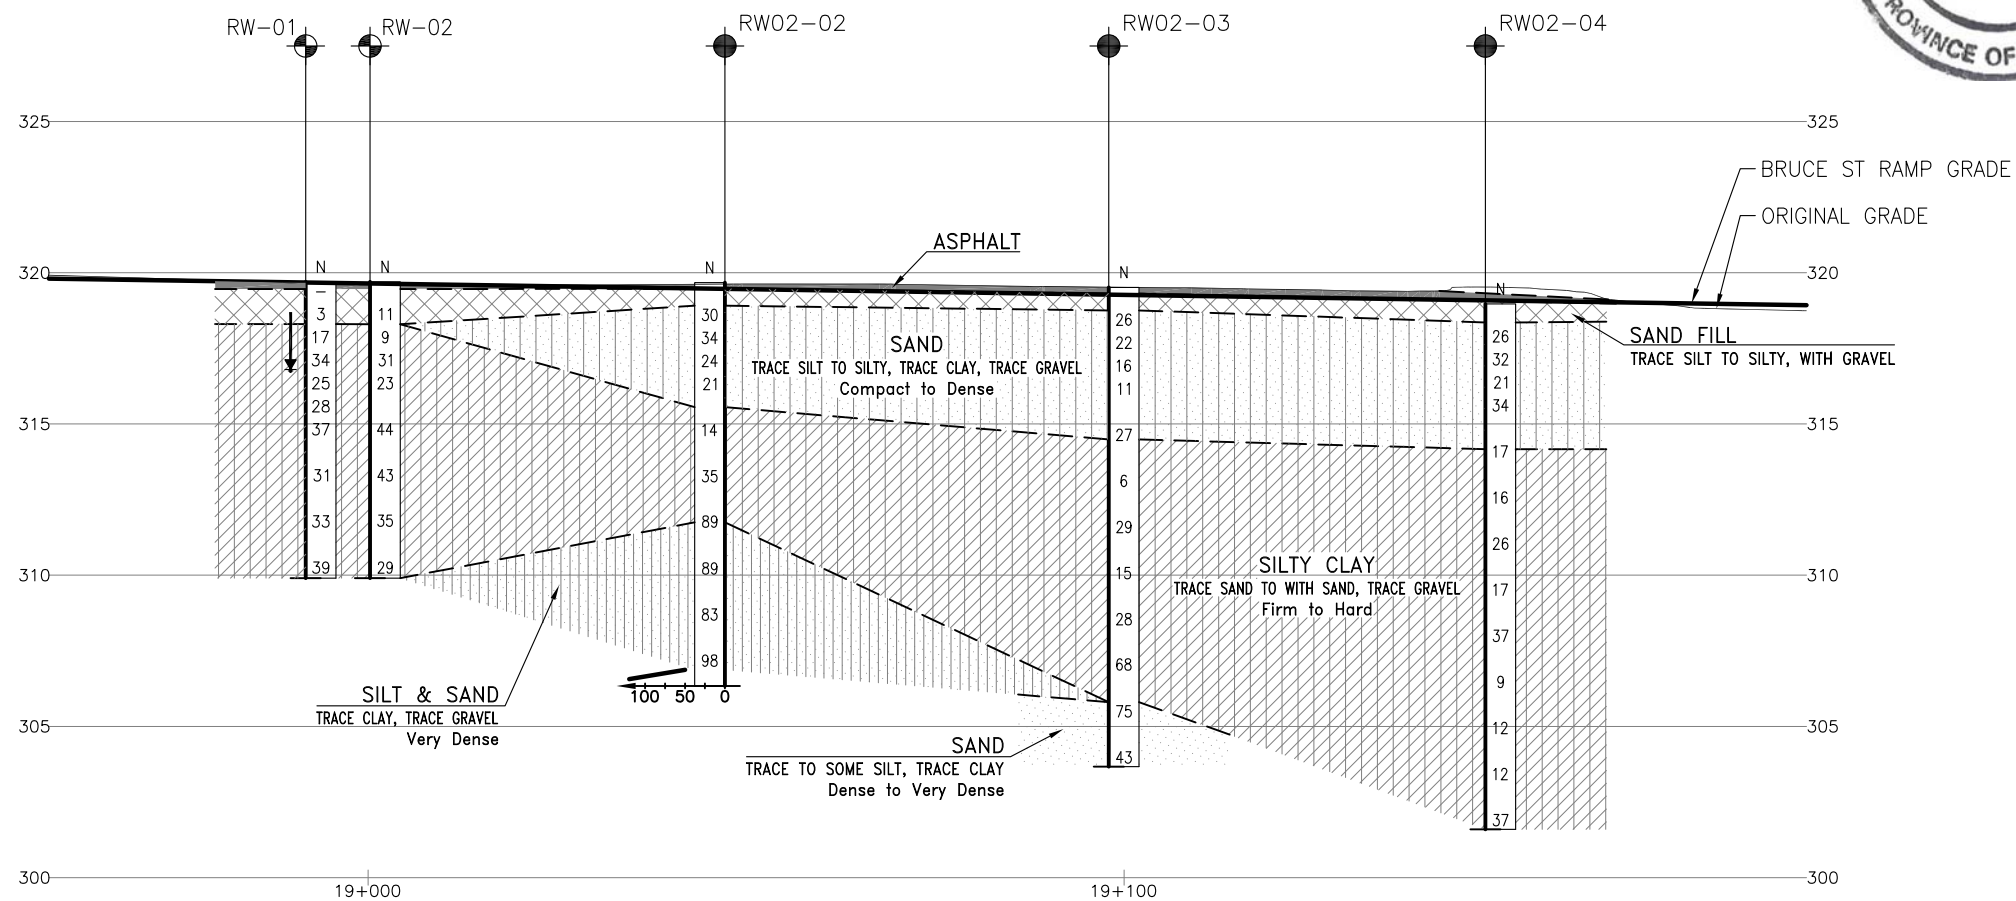 RW-01
RW-02
RW02-02
RW02-03
RW02-04
PROVINCE OF
325
325
BRUCE ST RAMP GRADE
ORIGINAL GRADE
ASPHALT
320
320
N
N
N
N
N
–
3
17
34
25
28
37
31
33
39
11
9
31
23
44
43
35
29
30
34
24
21
14
35
89
89
83
98
26
22
16
11
27
6
29
15
28
68
75
43
26
32
21
34
17
16
26
17
37
9
12
12
37
SAND
TRACE SILT TO SILTY, TRACE CLAY, TRACE GRAVEL
Compact to Dense
SAND FILL
TRACE SILT TO SILTY, WITH GRAVEL
315
315
SILTY CLAY
TRACE SAND TO WITH SAND, TRACE GRAVEL
Firm to Hard
310
310
SILT & SAND
TRACE CLAY, TRACE GRAVEL
Very Dense
100 50 0
305
305
SAND
TRACE TO SOME SILT, TRACE CLAY
Dense to Very Dense
300
300
19+000
19+100